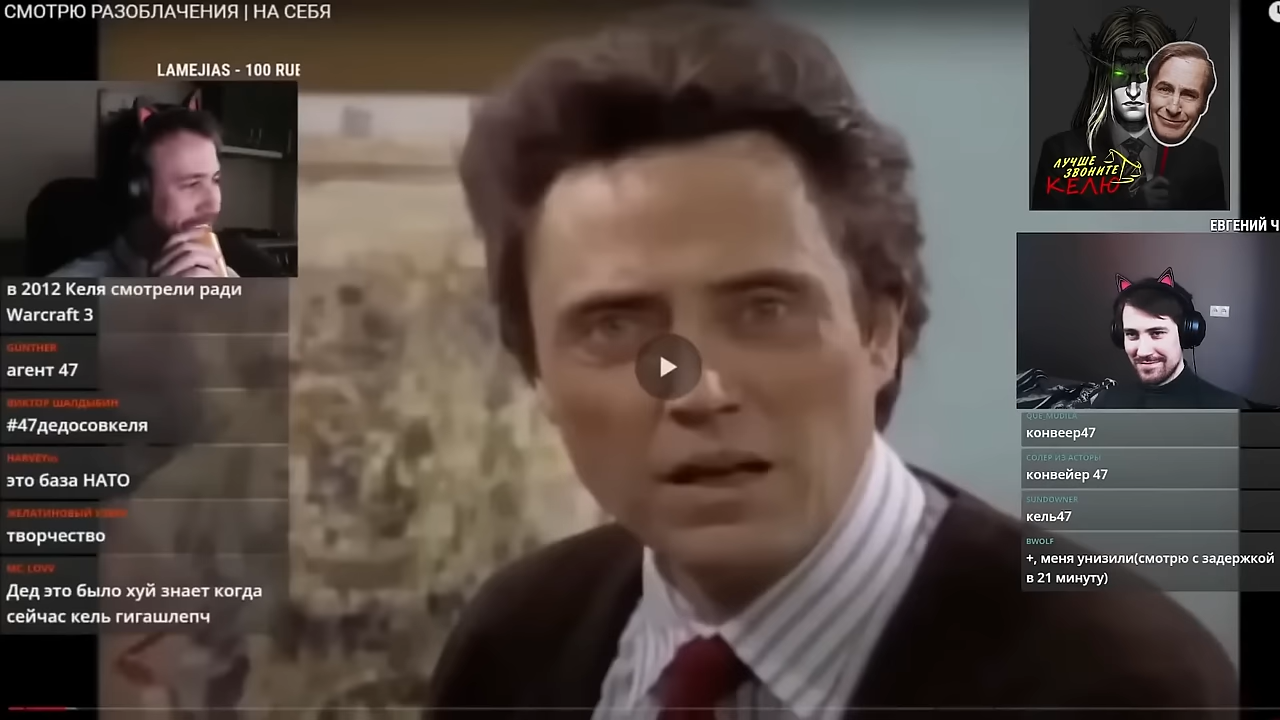 СМОТРЮ РАЗОБЛАЧЕНИЯ | НА СЕБЯ
LAMEJIAS - 100 RUB
в 2012 Келя смотрели ради
Warcraft 3
GUNTHER
агент 47
ВИКТОР ШАЛДЫБИН
#47дедосовкеля
HARVEY
это база НАТО
ЖЕЛАТИНОВЫЙ
творчество
MC LOVV
Дед это было хуй знает когда
сейчас кель гигашлепч
ЛУЧШЕ
ЗВОНИТЕ
КЕЛЮ
ЕВГЕНИЙ Ч
конвеер47
СОЛЕР ИЗ АСТОРЫ
конвейер 47
SUNDOWNER
кель47
BWOLF
+, меня унизили(смотрю с задержкой
в 21 минуту)